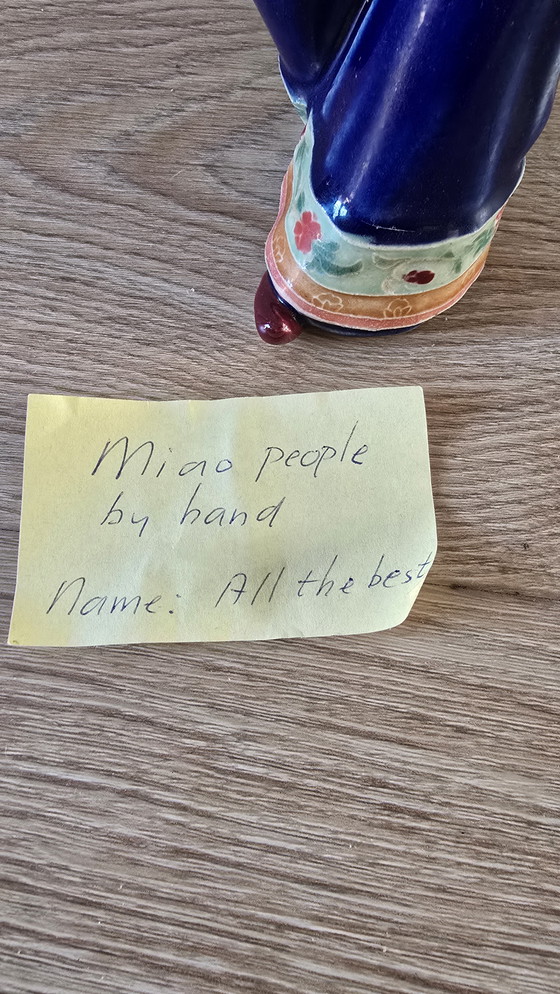 Miao people
by hand
Name: All the best